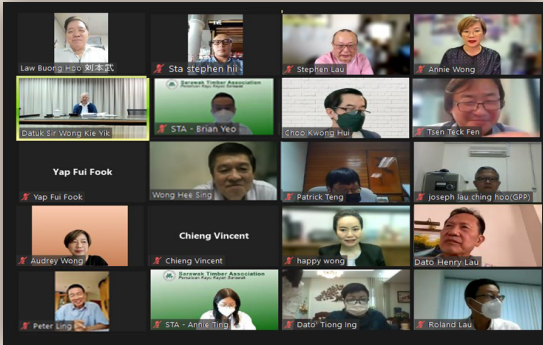 Law Buong Hoo 刘本武
Sta stephen hii
Stephen Lau
Annie Wong
Datuk Sir Wong Kie Yik
Sarawak Timber Association
STA - Brian Yeo
Choo Kwong Hui
Tsen Teck Fen
Yap Fui Fook
Yap Fui Fook
Wong Hee Sing
Patrick Teng
joseph lau ching hoo(GPP)
Audrey Wong
Chieng Vincent
Chieng Vincent
happy wong
Dato Henry Lau
Peter Ling
Sarawak Timber Association
STA - Annie Ting
Dato' Tiong Ing
Roland Lau